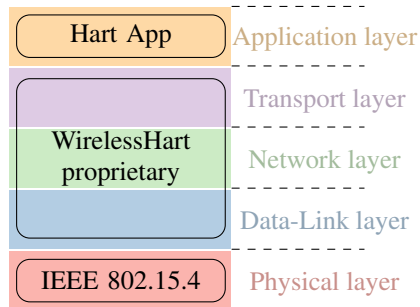 Hart App
Application layer
Transport layer
WirelessHart
proprietary
Network layer
Data-Link layer
IEEE 802.15.4
Physical layer